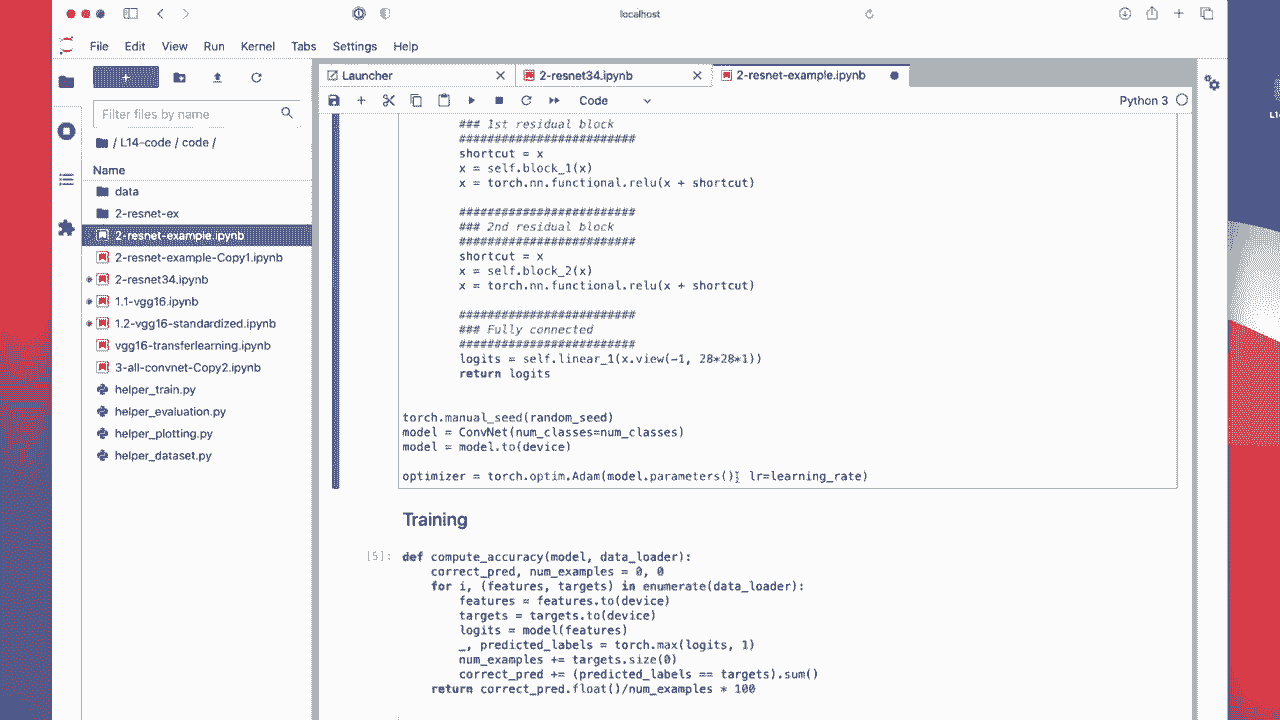 localhost
File Edit View Run Kernel Tabs Settings Help
Launcher
2-resnet34.ipynb
2-resnet-example.ipynb
Filter files by name
/ L14-code / code /
Name
data
2-resnet-ex
2-resnet-example.ipynb
2-resnet-example-Copy1.ipynb
2-resnet34.ipynb
1.1-vgg16.ipynb
1.2-vgg16-standardized.ipynb
vgg16-transferlearning.ipynb
3-all-convnet-Copy2.ipynb
helper_train.py
helper_evaluation.py
helper_plotting.py
helper_dataset.py
Code
Python 3
### 1st residual block
#########################
shortcut = x
x = self.block_1(x)
x = torch.nn.functional.relu(x + shortcut)
#########################
### 2nd residual block
#########################
shortcut = x
x = self.block_2(x)
x = torch.nn.functional.relu(x + shortcut)
#########################
### Fully connected
#########################
logits = self.linear_1(x.view(-1, 28*28*1))
return logits
torch.manual_seed(random_seed)
model = ConvNet(num_classes=num_classes)
model = model.to(device)
optimizer = torch.optim.Adam(model.parameters(), lr=learning_rate)
Training
[5]: def compute_accuracy(model, data_loader):
correct_pred, num_examples = 0, 0
for i, (features, targets) in enumerate(data_loader):
features = features.to(device)
targets = targets.to(device)
logits = model(features)
_, predicted_labels = torch.max(logits, 1)
num_examples += targets.size(0)
correct_pred += (predicted_labels == targets).sum()
return correct_pred.float()/num_examples * 100